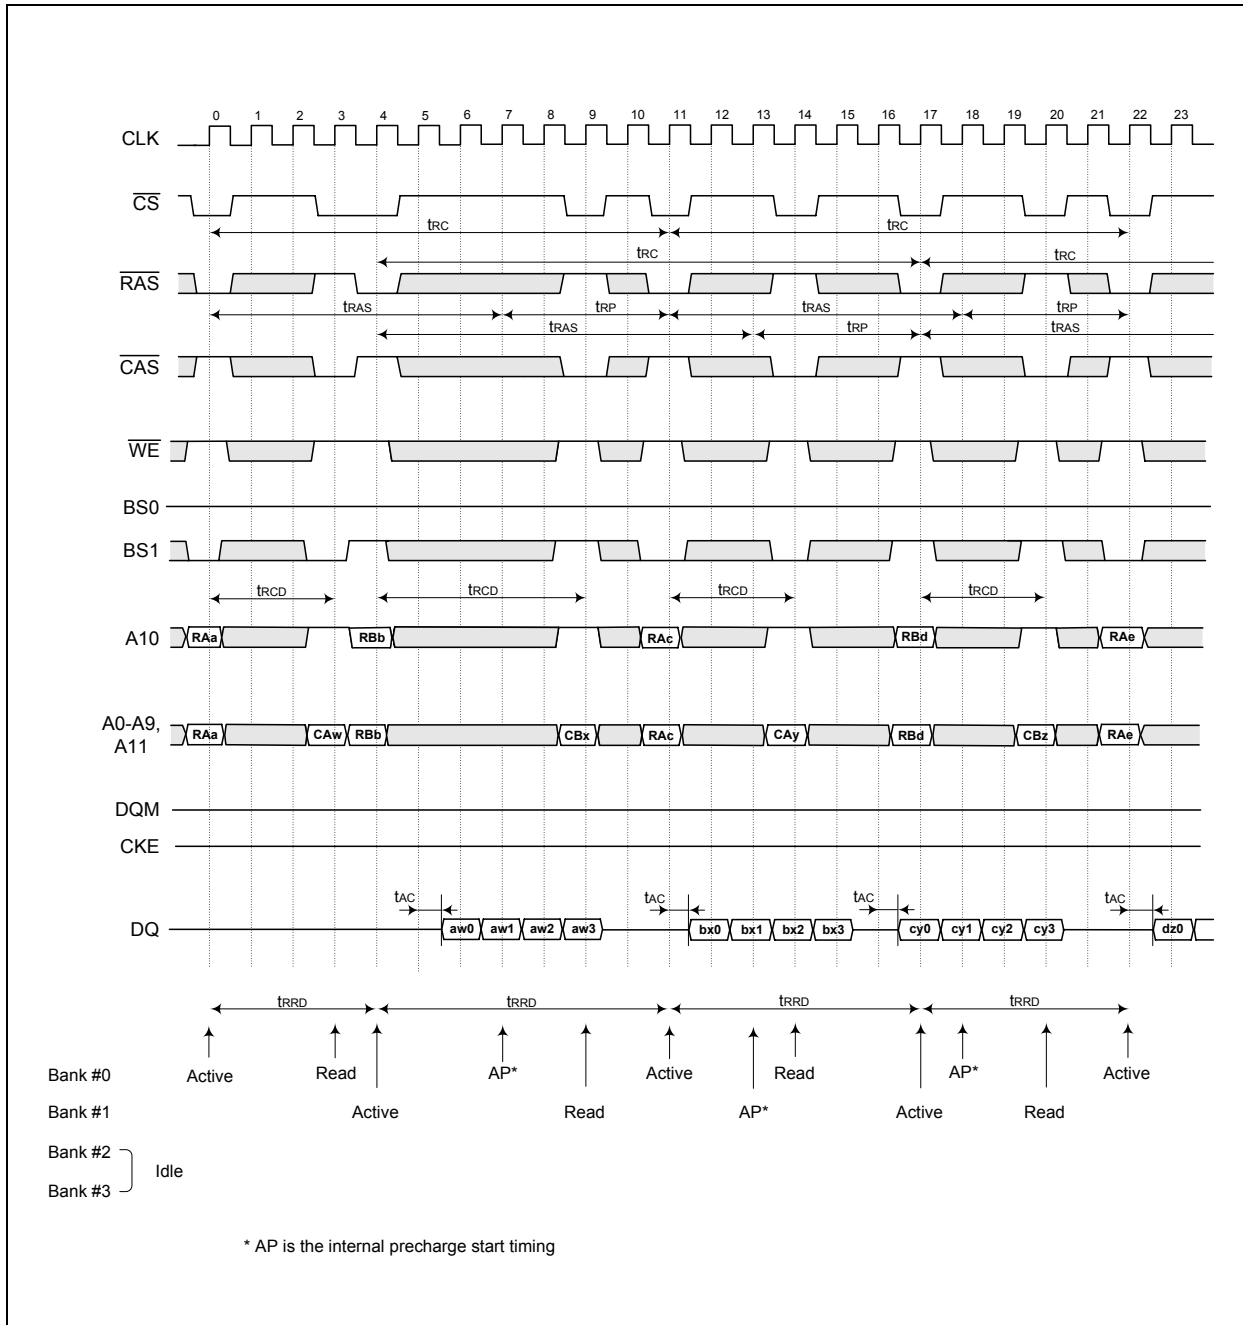 0 1 2 3 4 5 6 7 8 9 10 11 12 13 14 15 16 17 18 19 20 21 22 23
CLK
CS
tRC tRC
tRC tRC
RAS
tRAS tRP tRAS tRP
tRAS tRP tRAS
CAS
WE
BS0
BS1
tRCD tRCD tRCD tRCD
A10 RAa RBb RAc RBd RAe
A0-A9,
A11
RAa CAw RBb CBx RAc CAy RBd CBz RAe
DQM
CKE
tAC tAC tAC tAC
DQ aw0 aw1 aw2 aw3 bx0 bx1 bx2 bx3 cy0 cy1 cy2 cy3 dz0
tRRD tRRD tRRD tRRD
Bank #0 Active Read AP* Active Read AP* Active
Bank #1 Active Read AP* Active Read
Bank #2
Idle
Bank #3
* AP is the internal precharge start timing